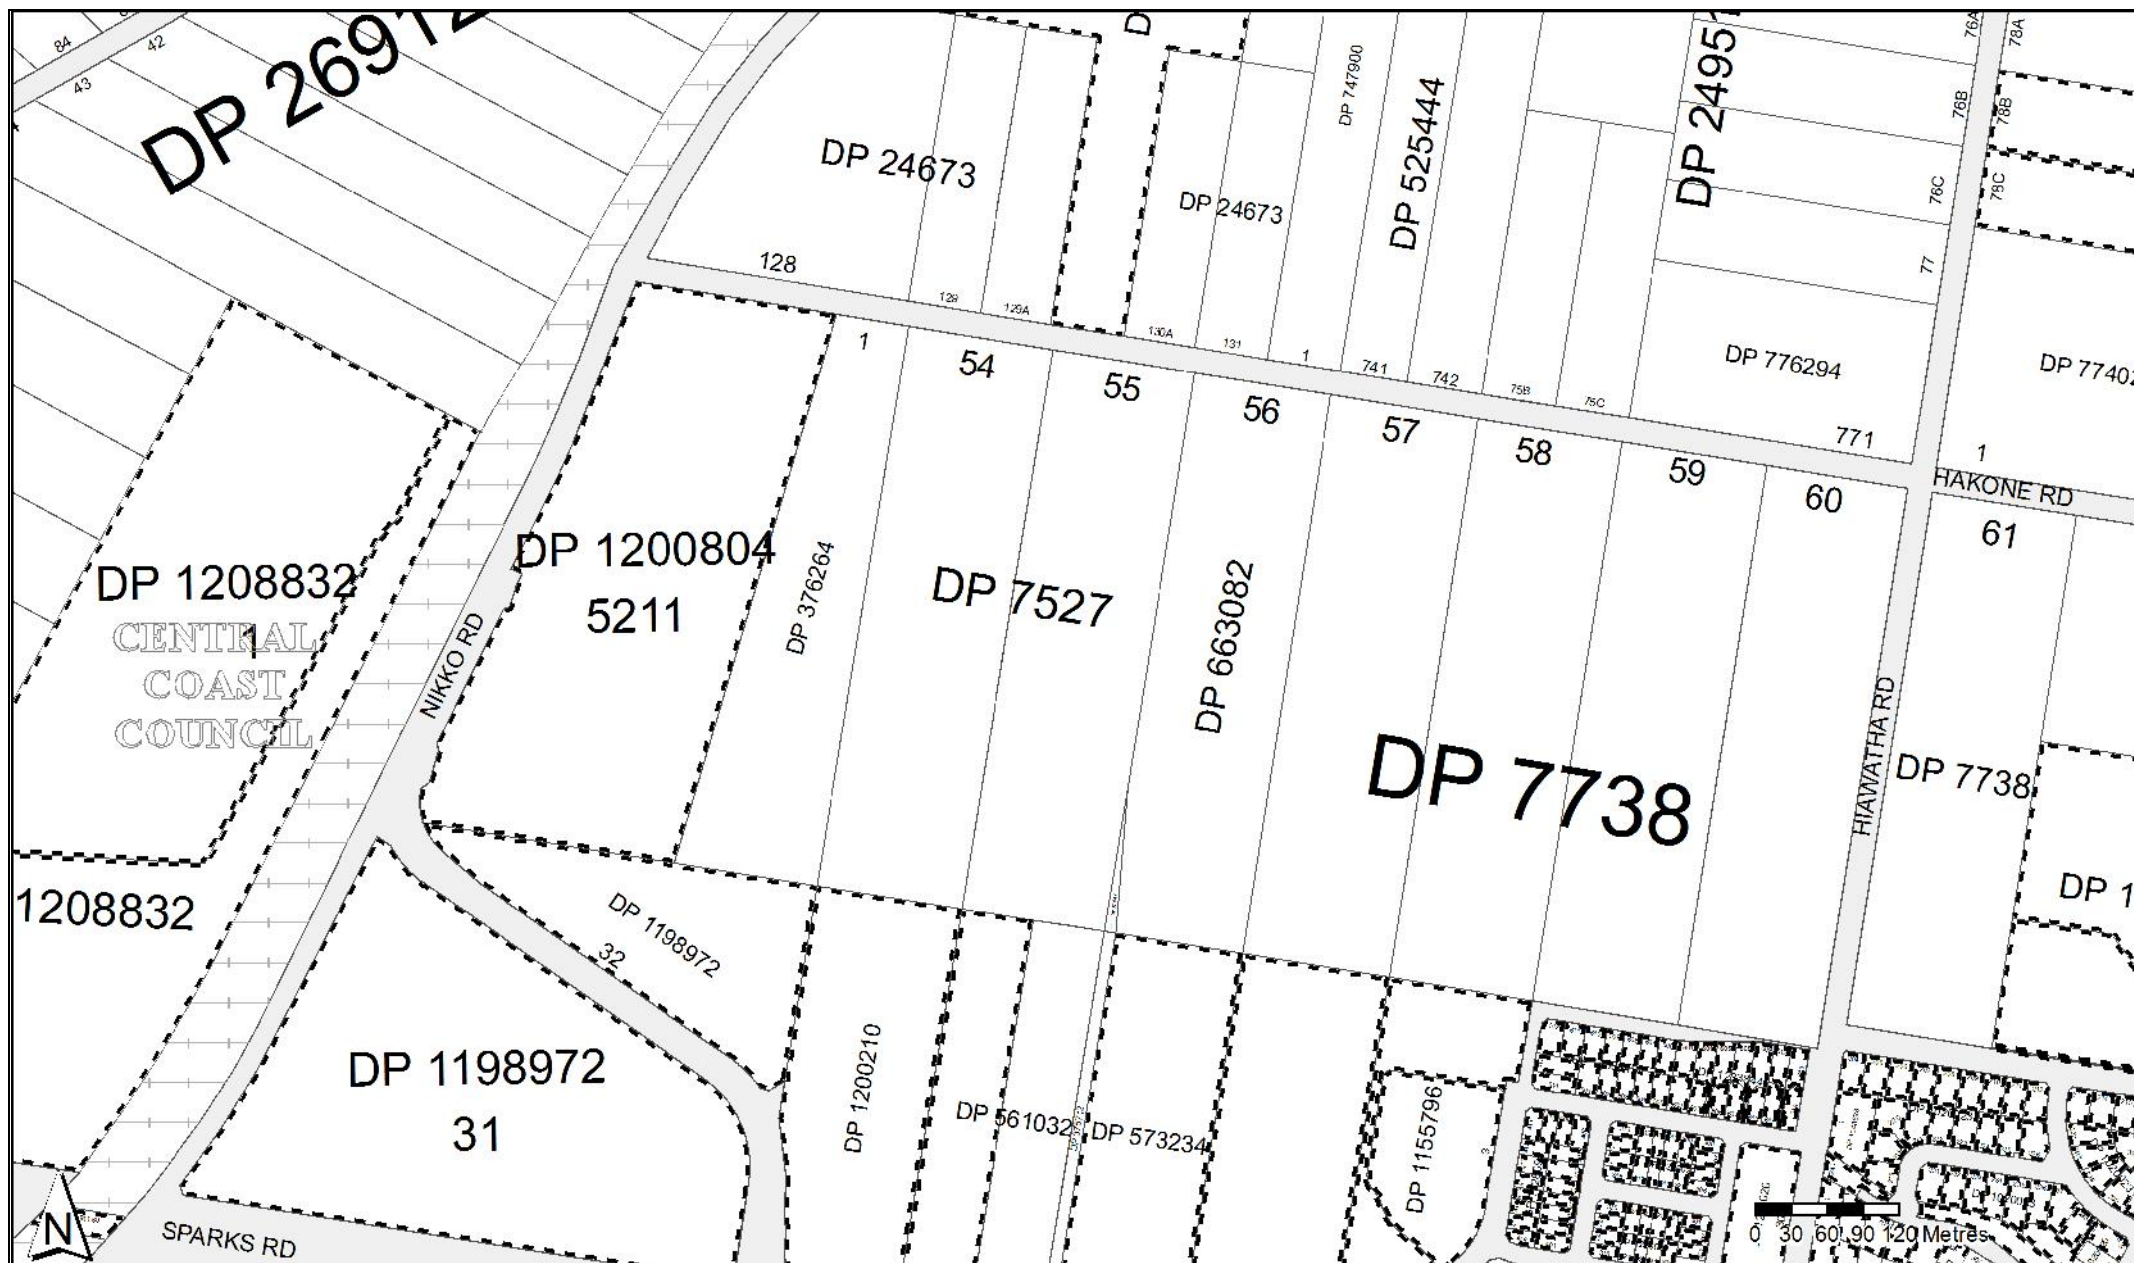 84
42
43
DP 26912
D
DP 747900
DP 525444
DP 2495
76A
78A
76B
78B
76C
78C
77
DP 24673
DP 24673
128
129
129A
130A
131
1
741
742
75B
75C
DP 776294
771
DP 77402
1
HAKONE RD
1
54
55
56
57
58
59
60
61
DP 1208832
1
CENTRAL
COAST
COUNCIL
NIKKO RD
DP 1200804
5211
DP 376264
DP 7527
DP 663082
DP 7738
HIAWATHA RD
DP 7738
DP 1
1208832
DP 1198972
32
DP 1198972
31
DP 1200210
DP 561032
DP 573234
DP 1155796
3
N
SPARKS RD
0 30 60 90 120 Metres